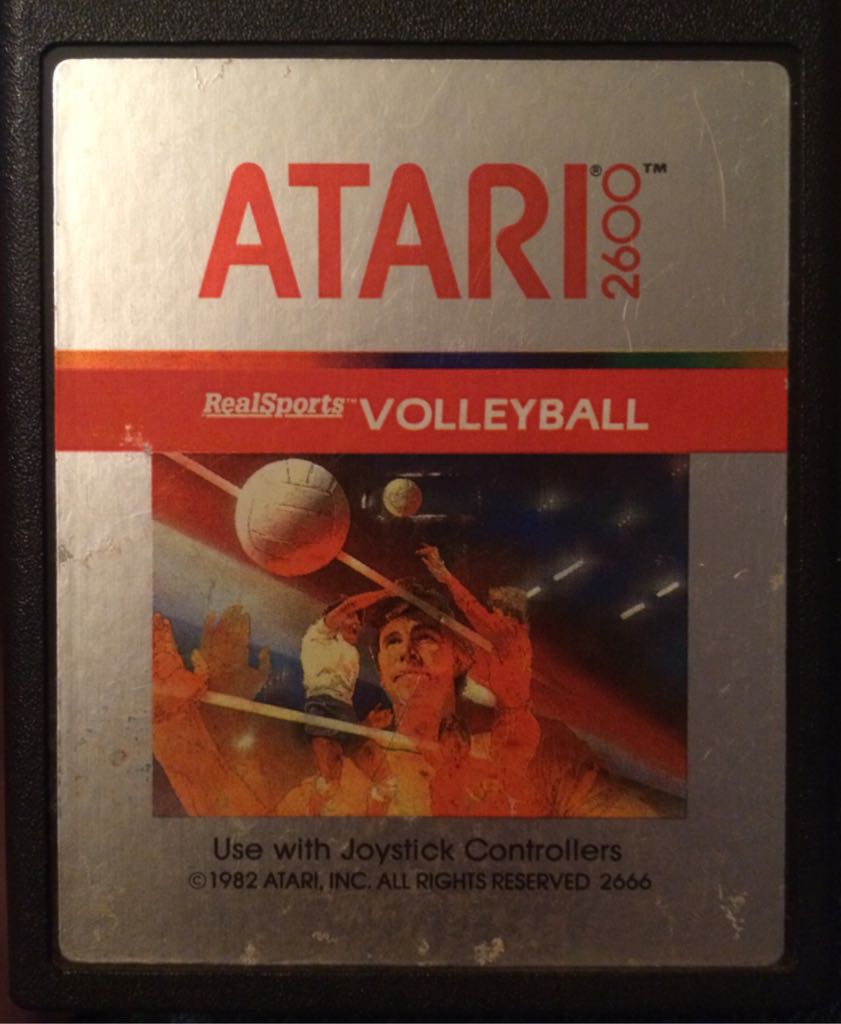 ATARI® 2600™
RealSports™ VOLLEYBALL
Use with Joystick Controllers
©1982 ATARI, INC. ALL RIGHTS RESERVED 2666